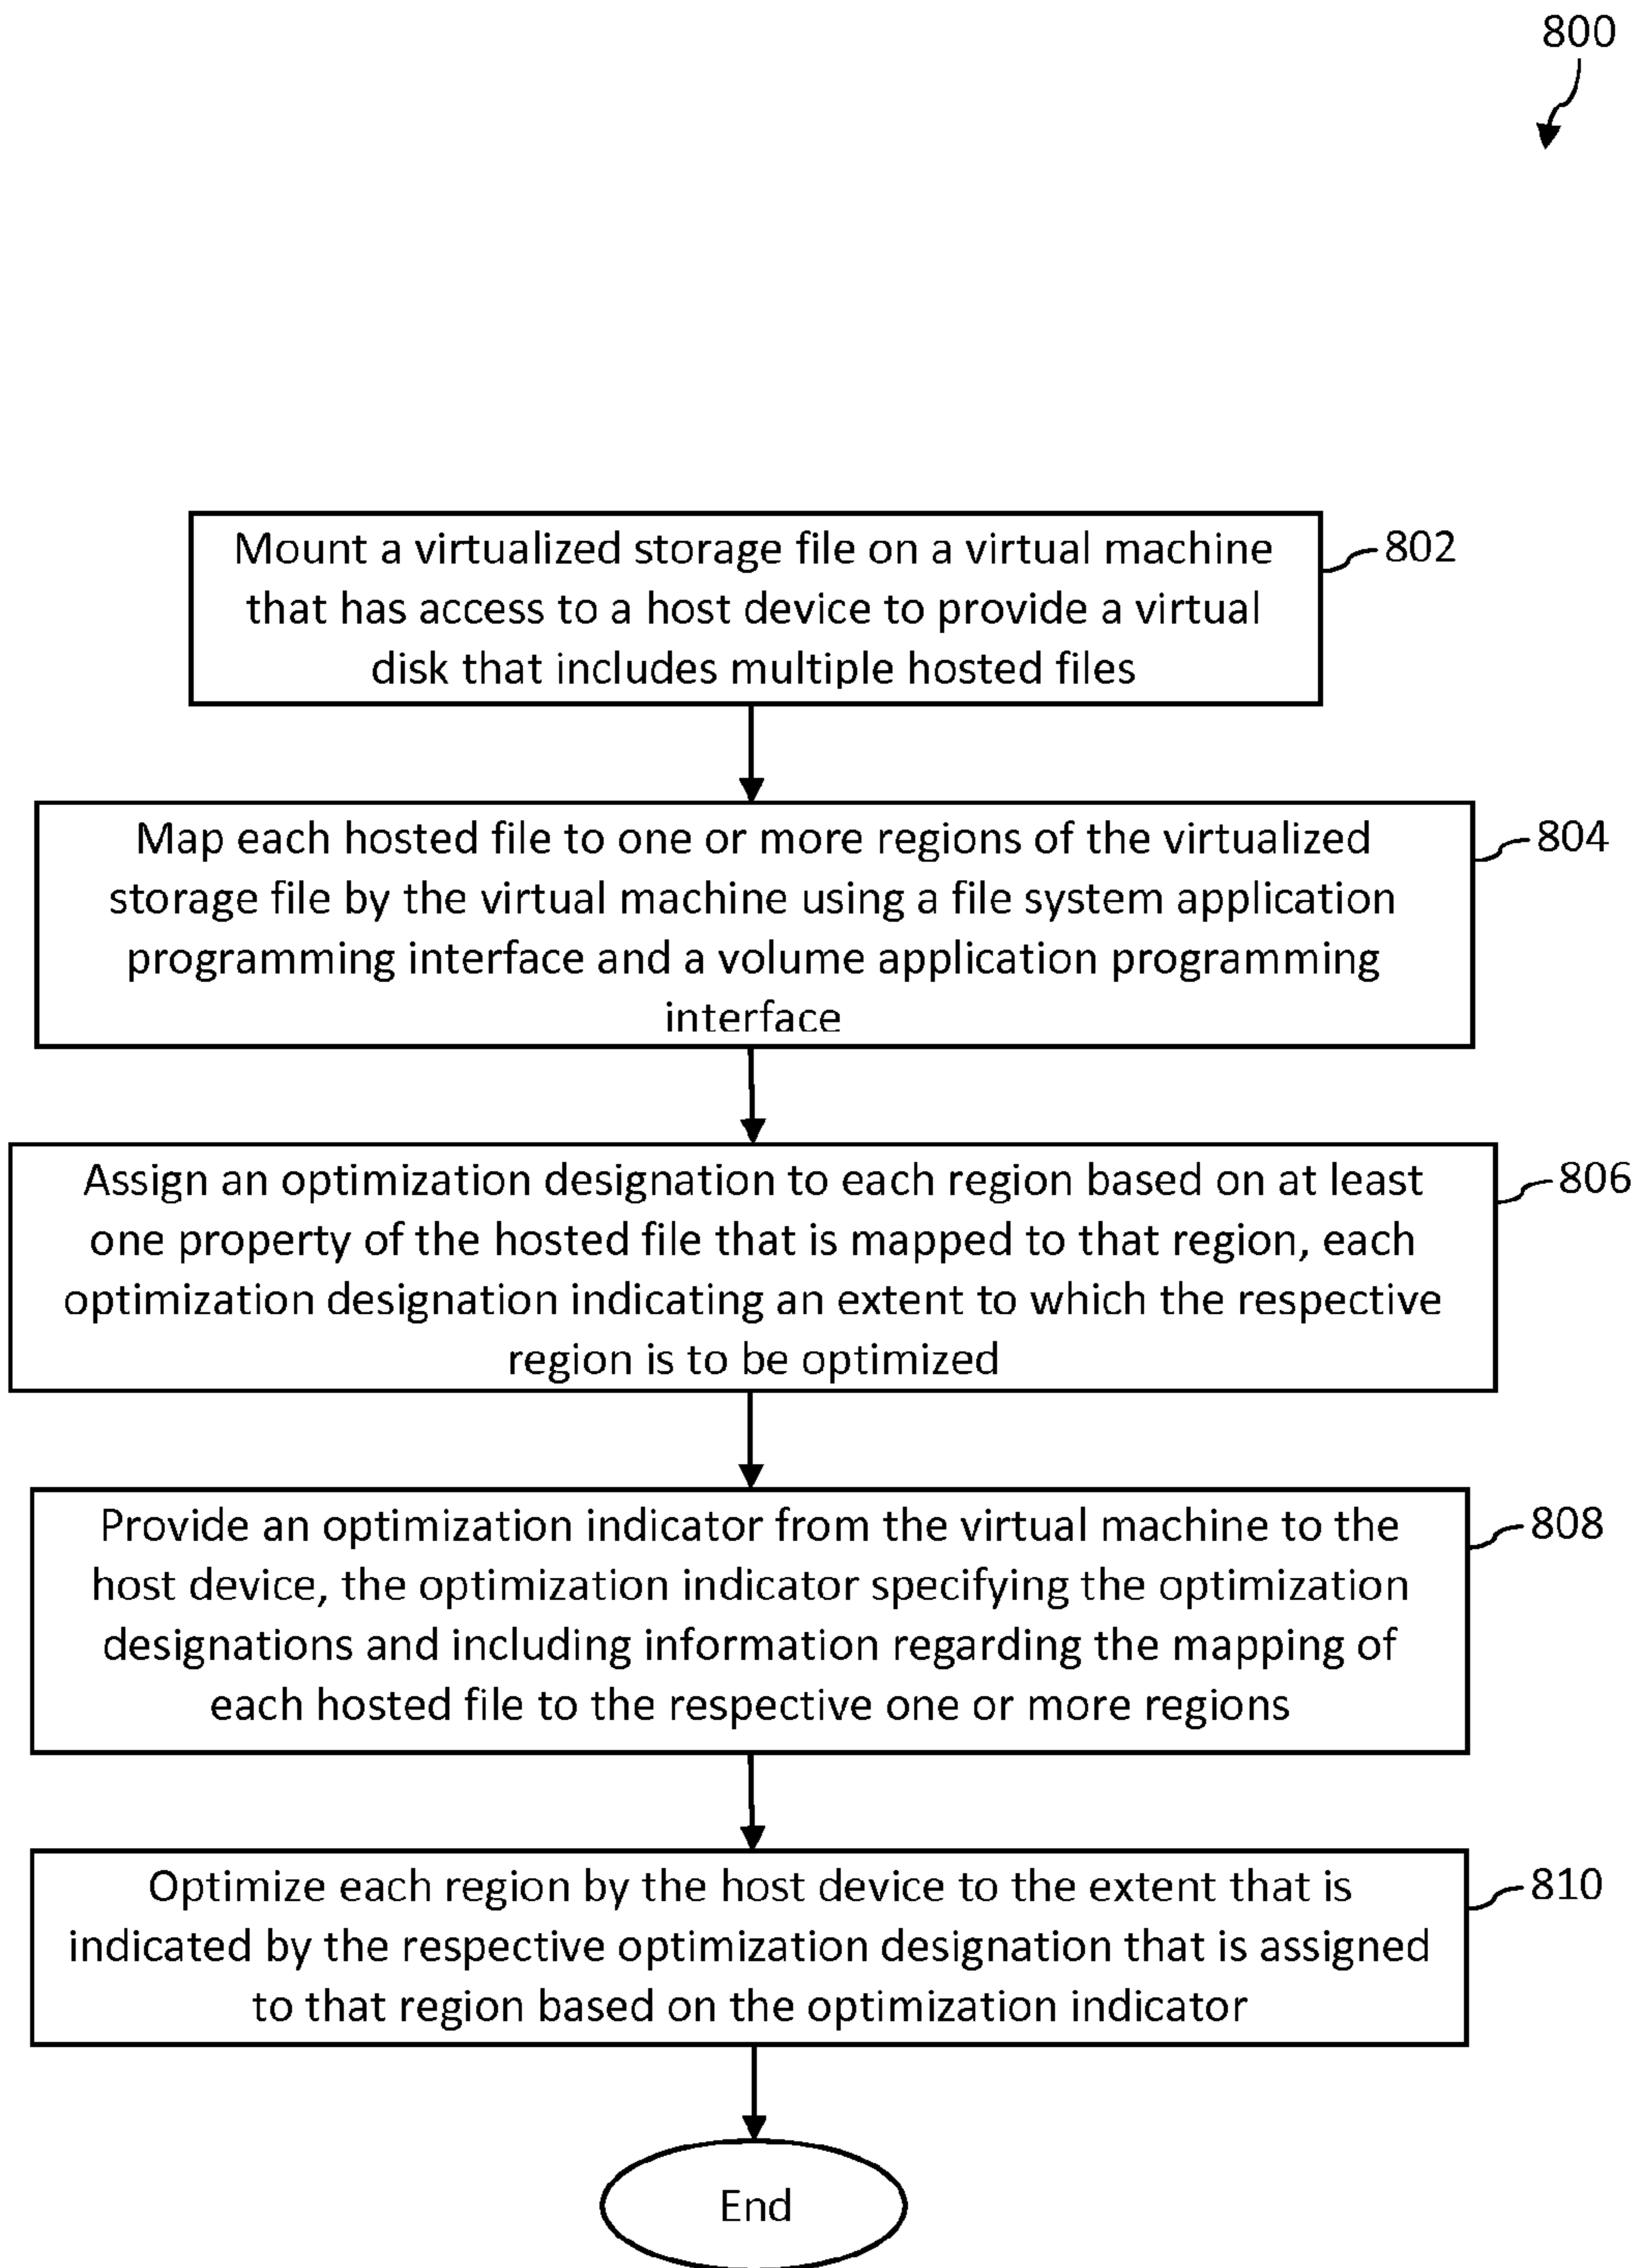 800
Mount a virtualized storage file on a virtual machine
that has access to a host device to provide a virtual
disk that includes multiple hosted files
802
Map each hosted file to one or more regions of the virtualized
storage file by the virtual machine using a file system application
programming interface and a volume application programming
interface
804
Assign an optimization designation to each region based on at least
one property of the hosted file that is mapped to that region, each
optimization designation indicating an extent to which the respective
region is to be optimized
806
Provide an optimization indicator from the virtual machine to the
host device, the optimization indicator specifying the optimization
designations and including information regarding the mapping of
each hosted file to the respective one or more regions
808
Optimize each region by the host device to the extent that is
indicated by the respective optimization designation that is assigned
to that region based on the optimization indicator
810
End